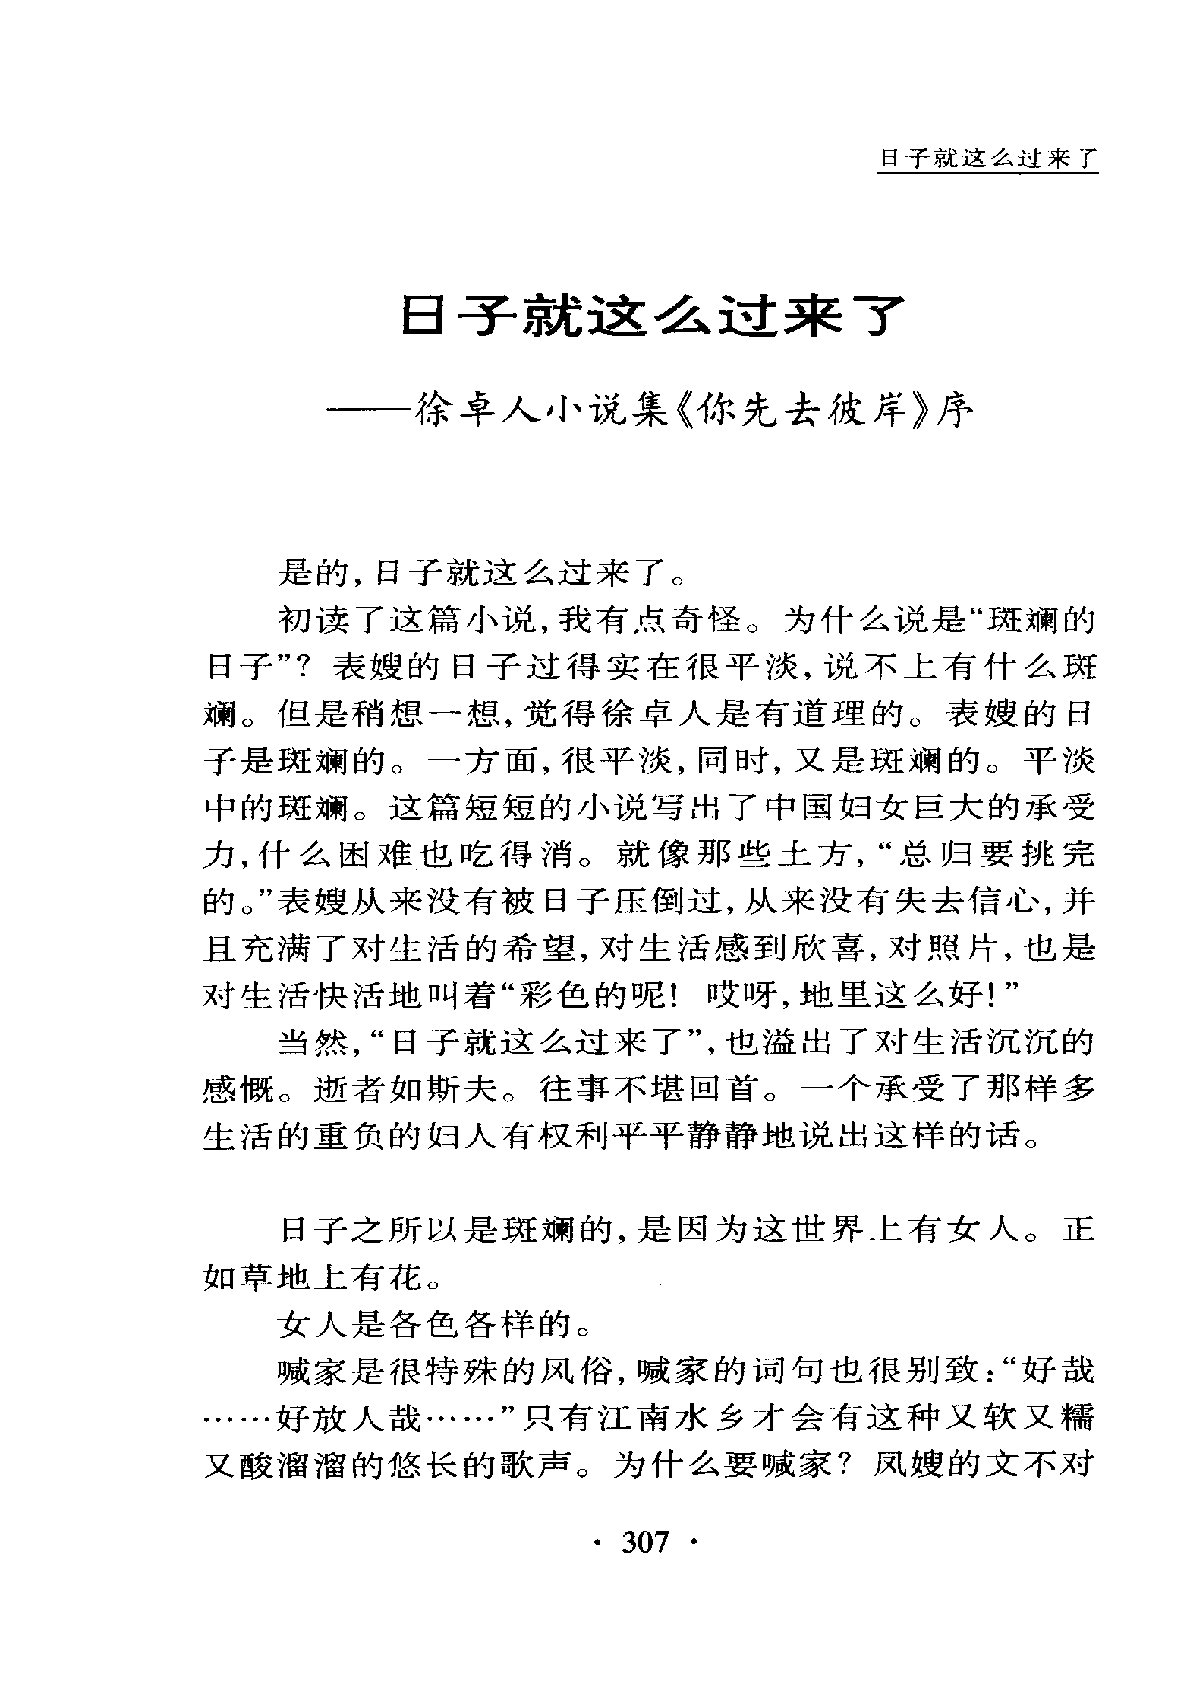 日子就这么过来了
日子就这么过来了
——徐卓人小说集《你先去彼岸》序
是的，日子就这么过来了。
初读了这篇小说，我有点奇怪。为什么说是“斑斓的
日子”？表嫂的日子过得实在很平淡，说不上有什么斑
斓。但是稍想一想，觉得徐卓人是有道理的。表嫂的日
子是斑斓的。一方面，很平淡，同时，又是斑斓的。平淡
中的斑斓。这篇短短的小说写出了中国妇女巨大的承受
力，什么困难也吃得消。就像那些土方，“总归要挑完
的。”表嫂从来没有被日子压倒过，从来没有失去信心，并
且充满了对生活的希望，对生活感到欣喜，对照片，也是
对生活快活地叫着“彩色的呢！哎呀，地里这么好！”
当然，“日子就这么过来了”，也溢出了对生活沉沉的
感慨。逝者如斯夫。往事不堪回首。一个承受了那样多
生活的重负的妇人有权利平平静静地说出这样的话。
日子之所以是斑斓的，是因为这世界上有女人。正
如草地上有花。
女人是各色各样的。
喊家是很特殊的风俗，喊家的词句也很别致：“好哉
……好放人哉……”只有江南水乡才会有这种又软又糯
又酸溜溜的悠长的歌声。为什么要喊家？凤嫂的文不对
· 307 ·